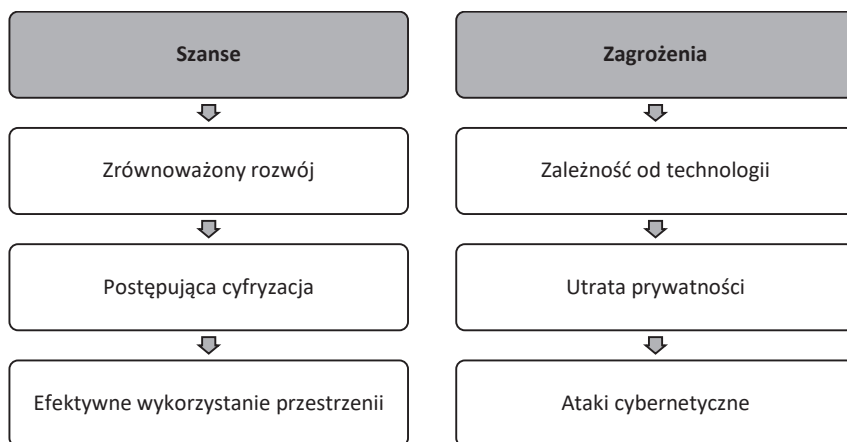 Szanse
Zrównoważony rozwój
Postępująca cyfryzacja
Efektywne wykorzystanie przestrzenii
Zagrożenia
Zależność od technologii
Utrata prywatności
Ataki cybernetyczne